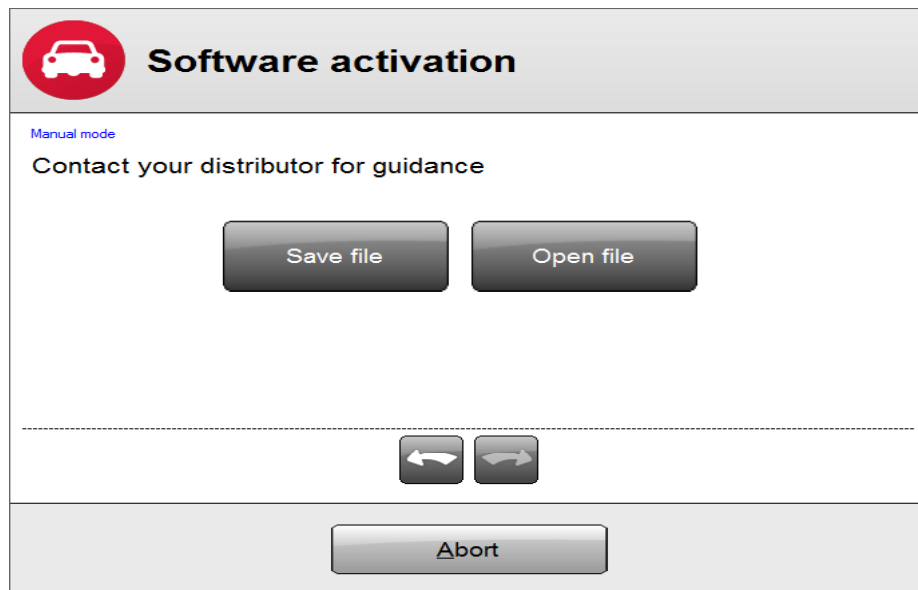 Software activation
Manual mode
Contact your distributor for guidance
Save file Open file
Abort